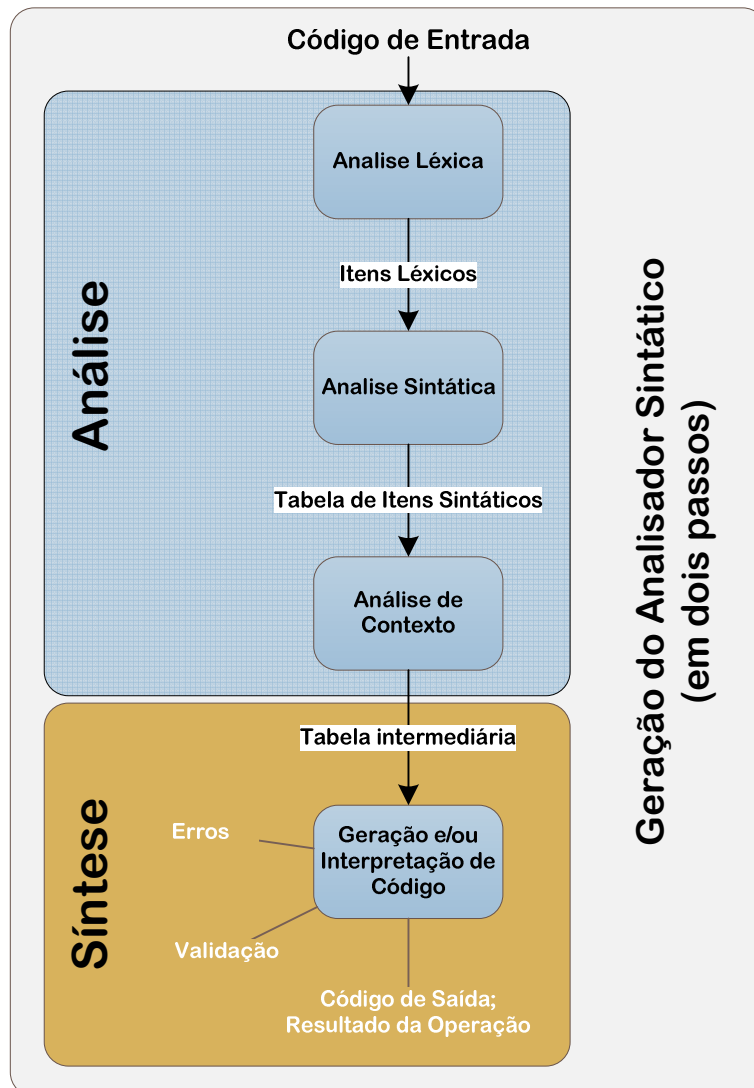 Código de Entrada
Analise Léxica
Itens Léxicos
Analise Sintática
Tabela de Itens Sintáticos
Análise de
Contexto
Análise
Tabela intermediária
Geração e/ou
Interpretação de
Código
Erros
Validação
Código de Saída;
Resultado da Operação
Síntese
Geração do Analisador Sintático
(em dois passos)